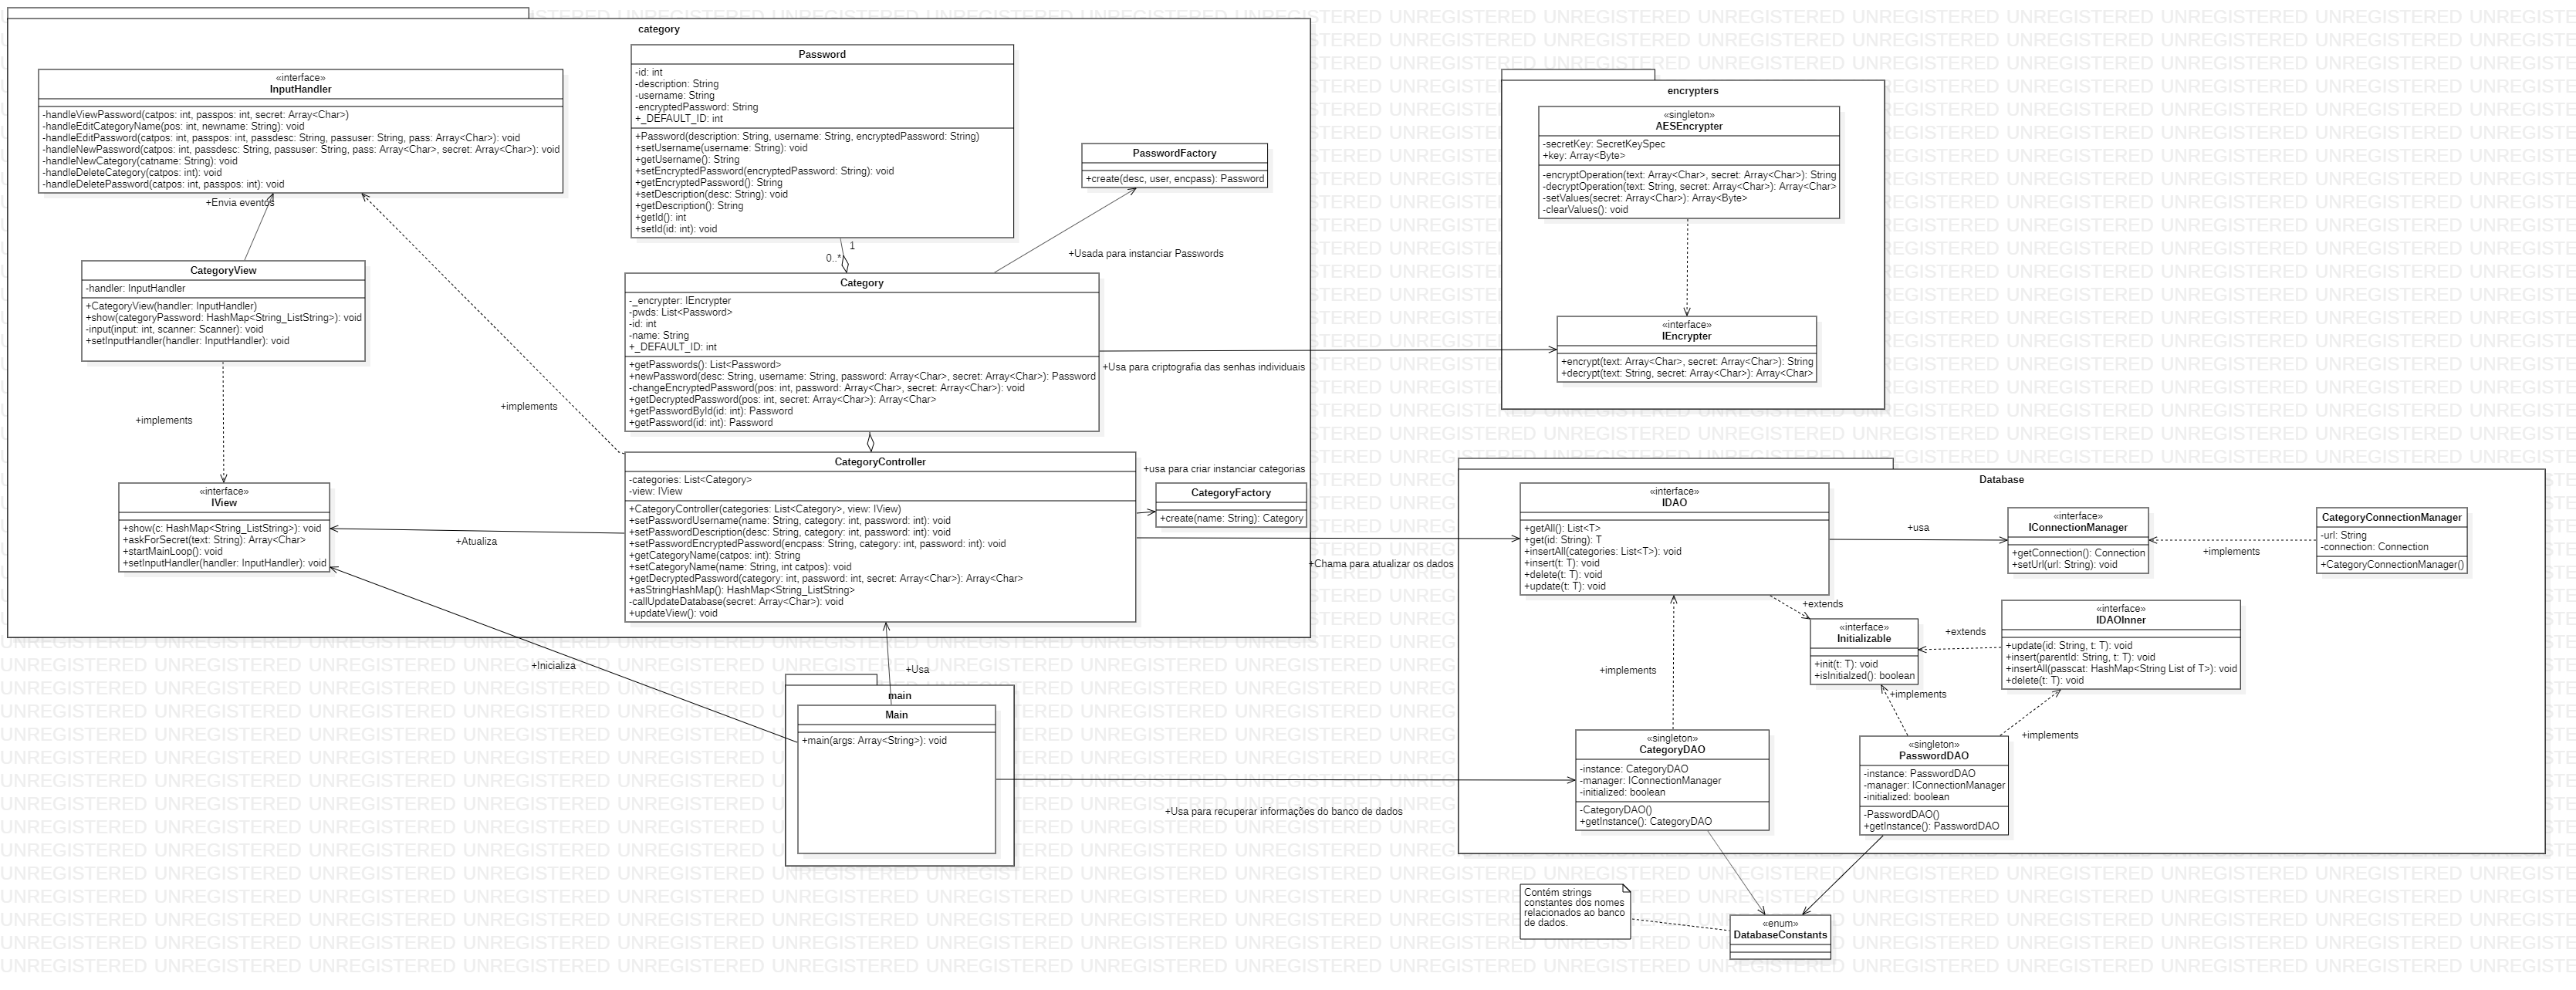 category
«interface»
InputHandler
-handleViewPassword(catpos: int, passpos: int, secret: Array<Char>)
-handleEditCategoryName(pos: int, newname: String): void
-handleEditPassword(catpos: int, passpos: int, passdesc: String, passuser: String, pass: Array<Char>): void
-handleNewPassword(catpos: int, passdesc: String, passuser: String, pass: Array<Char>, secret: Array<Char>): void
-handleNewCategory(catname: String): void
-handleDeleteCategory(catpos: int): void
-handleDeletePassword(catpos: int, passpos: int): void
+Envia eventos
CategoryView
-handler: InputHandler
+CategoryView(handler: InputHandler)
+show(categoryPassword: HashMap<String_ListString>): void
-input(input: int, scanner: Scanner): void
+setInputHandler(handler: InputHandler): void
+implements
+implements
«interface»
IView
+show(c: HashMap<String_ListString>): void
+askForSecret(text: String): Array<Char>
+startMainLoop(): void
+setInputHandler(handler: InputHandler): void
+Atualiza
+Inicializa
Password
-id: int
-description: String
-username: String
-encryptedPassword: String
+_DEFAULT_ID: int
+Password(description: String, username: String, encryptedPassword: String)
+setUsername(username: String): void
+getUsername(): String
+setEncryptedPassword(encryptedPassword: String): void
+getEncryptedPassword(): String
+setDescription(desc: String): void
+getDescription(): String
+getId(): int
+setId(id: int): void
1
0..*
PasswordFactory
+create(desc, user, encpass): Password
+Usada para instanciar Passwords
Category
-_encrypter: IEncrypter
-pwds: List<Password>
-id: int
-name: String
+_DEFAULT_ID: int
+getPasswords(): List<Password>
+newPassword(desc: String, username: String, password: Array<Char>, secret: Array<Char>): Password
-changeEncryptedPassword(pos: int, password: Array<Char>, secret: Array<Char>): void
+getDecryptedPassword(pos: int, secret: Array<Char>): Array<Char>
+getPasswordById(id: int): Password
+getPassword(id: int): Password
+Usa para criptografia das senhas individuais
CategoryController
-categories: List<Category>
-view: IView
+CategoryController(categories: List<Category>, view: IView)
+setPasswordUsername(name: String, category: int, password: int): void
+setPasswordDescription(desc: String, category: int, password: int): void
+setPasswordEncryptedPassword(encpass: String, category: int, password: int): void
+getCategoryName(catpos: int): String
+setCategoryName(name: String, int catpos): void
+getDecryptedPassword(category: int, password: int, secret: Array<Char>): Array<Char>
+asStringHashMap(): HashMap<String_ListString>
-callUpdateDatabase(secret: Array<Char>): void
+updateView(): void
+usa para criar instanciar categorias
CategoryFactory
+create(name: String): Category
+Chama para atualizar os dados
+Usa
main
Main
+main(args: Array<String>): void
+Usa para recuperar informações do banco de dados
encrypters
«singleton»
AESEncrypter
-secretKey: SecretKeySpec
+key: Array<Byte>
-encryptOperation(text: Array<Char>, secret: Array<Char>): String
-decryptOperation(text: String, secret: Array<Char>): Array<Char>
-setValues(secret: Array<Char>): Array<Byte>
-clearValues(): void
«interface»
IEncrypter
+encrypt(text: Array<Char>, secret: Array<Char>): String
+decrypt(text: String, secret: Array<Char>): Array<Char>
Database
«interface»
IDAO
+getAll(): List<T>
+get(id: String): T
+insertAll(categories: List<T>): void
+insert(t: T): void
+delete(t: T): void
+update(t: T): void
+usa
«interface»
IConnectionManager
+getConnection(): Connection
+setUrl(url: String): void
+implements
CategoryConnectionManager
-url: String
-connection: Connection
+CategoryConnectionManager()
+extends
«interface»
Initializable
+init(t: T): void
+isInitialzed(): boolean
+extends
«interface»
IDAOInner
+update(id: String, t: T): void
+insert(parentId: String, t: T): void
+insertAll(passcat: HashMap<String List of T>): void
+delete(t: T): void
+implements
+implements
+implements
«singleton»
CategoryDAO
-instance: CategoryDAO
-manager: IConnectionManager
-initialized: boolean
-CategoryDAO()
+getInstance(): CategoryDAO
«singleton»
PasswordDAO
-instance: PasswordDAO
-manager: IConnectionManager
-initialized: boolean
-PasswordDAO()
+getInstance(): PasswordDAO
Contém strings
constantes dos nomes
relacionados ao banco
de dados.
«enum»
DatabaseConstants